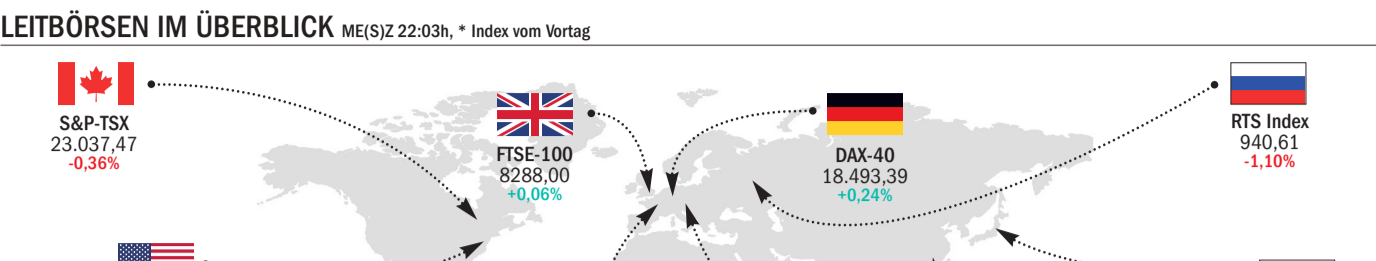 LEITBÖRSEN IM ÜBERBLICK ME(S)Z 22:03h, * Index vom Vortag
S&P-TSX
23.037,47
-0,36%
FTSE-100
8288,00
+0,06%
DAX-40
18.493,39
+0,24%
RTS Index
940,61
-1,10%